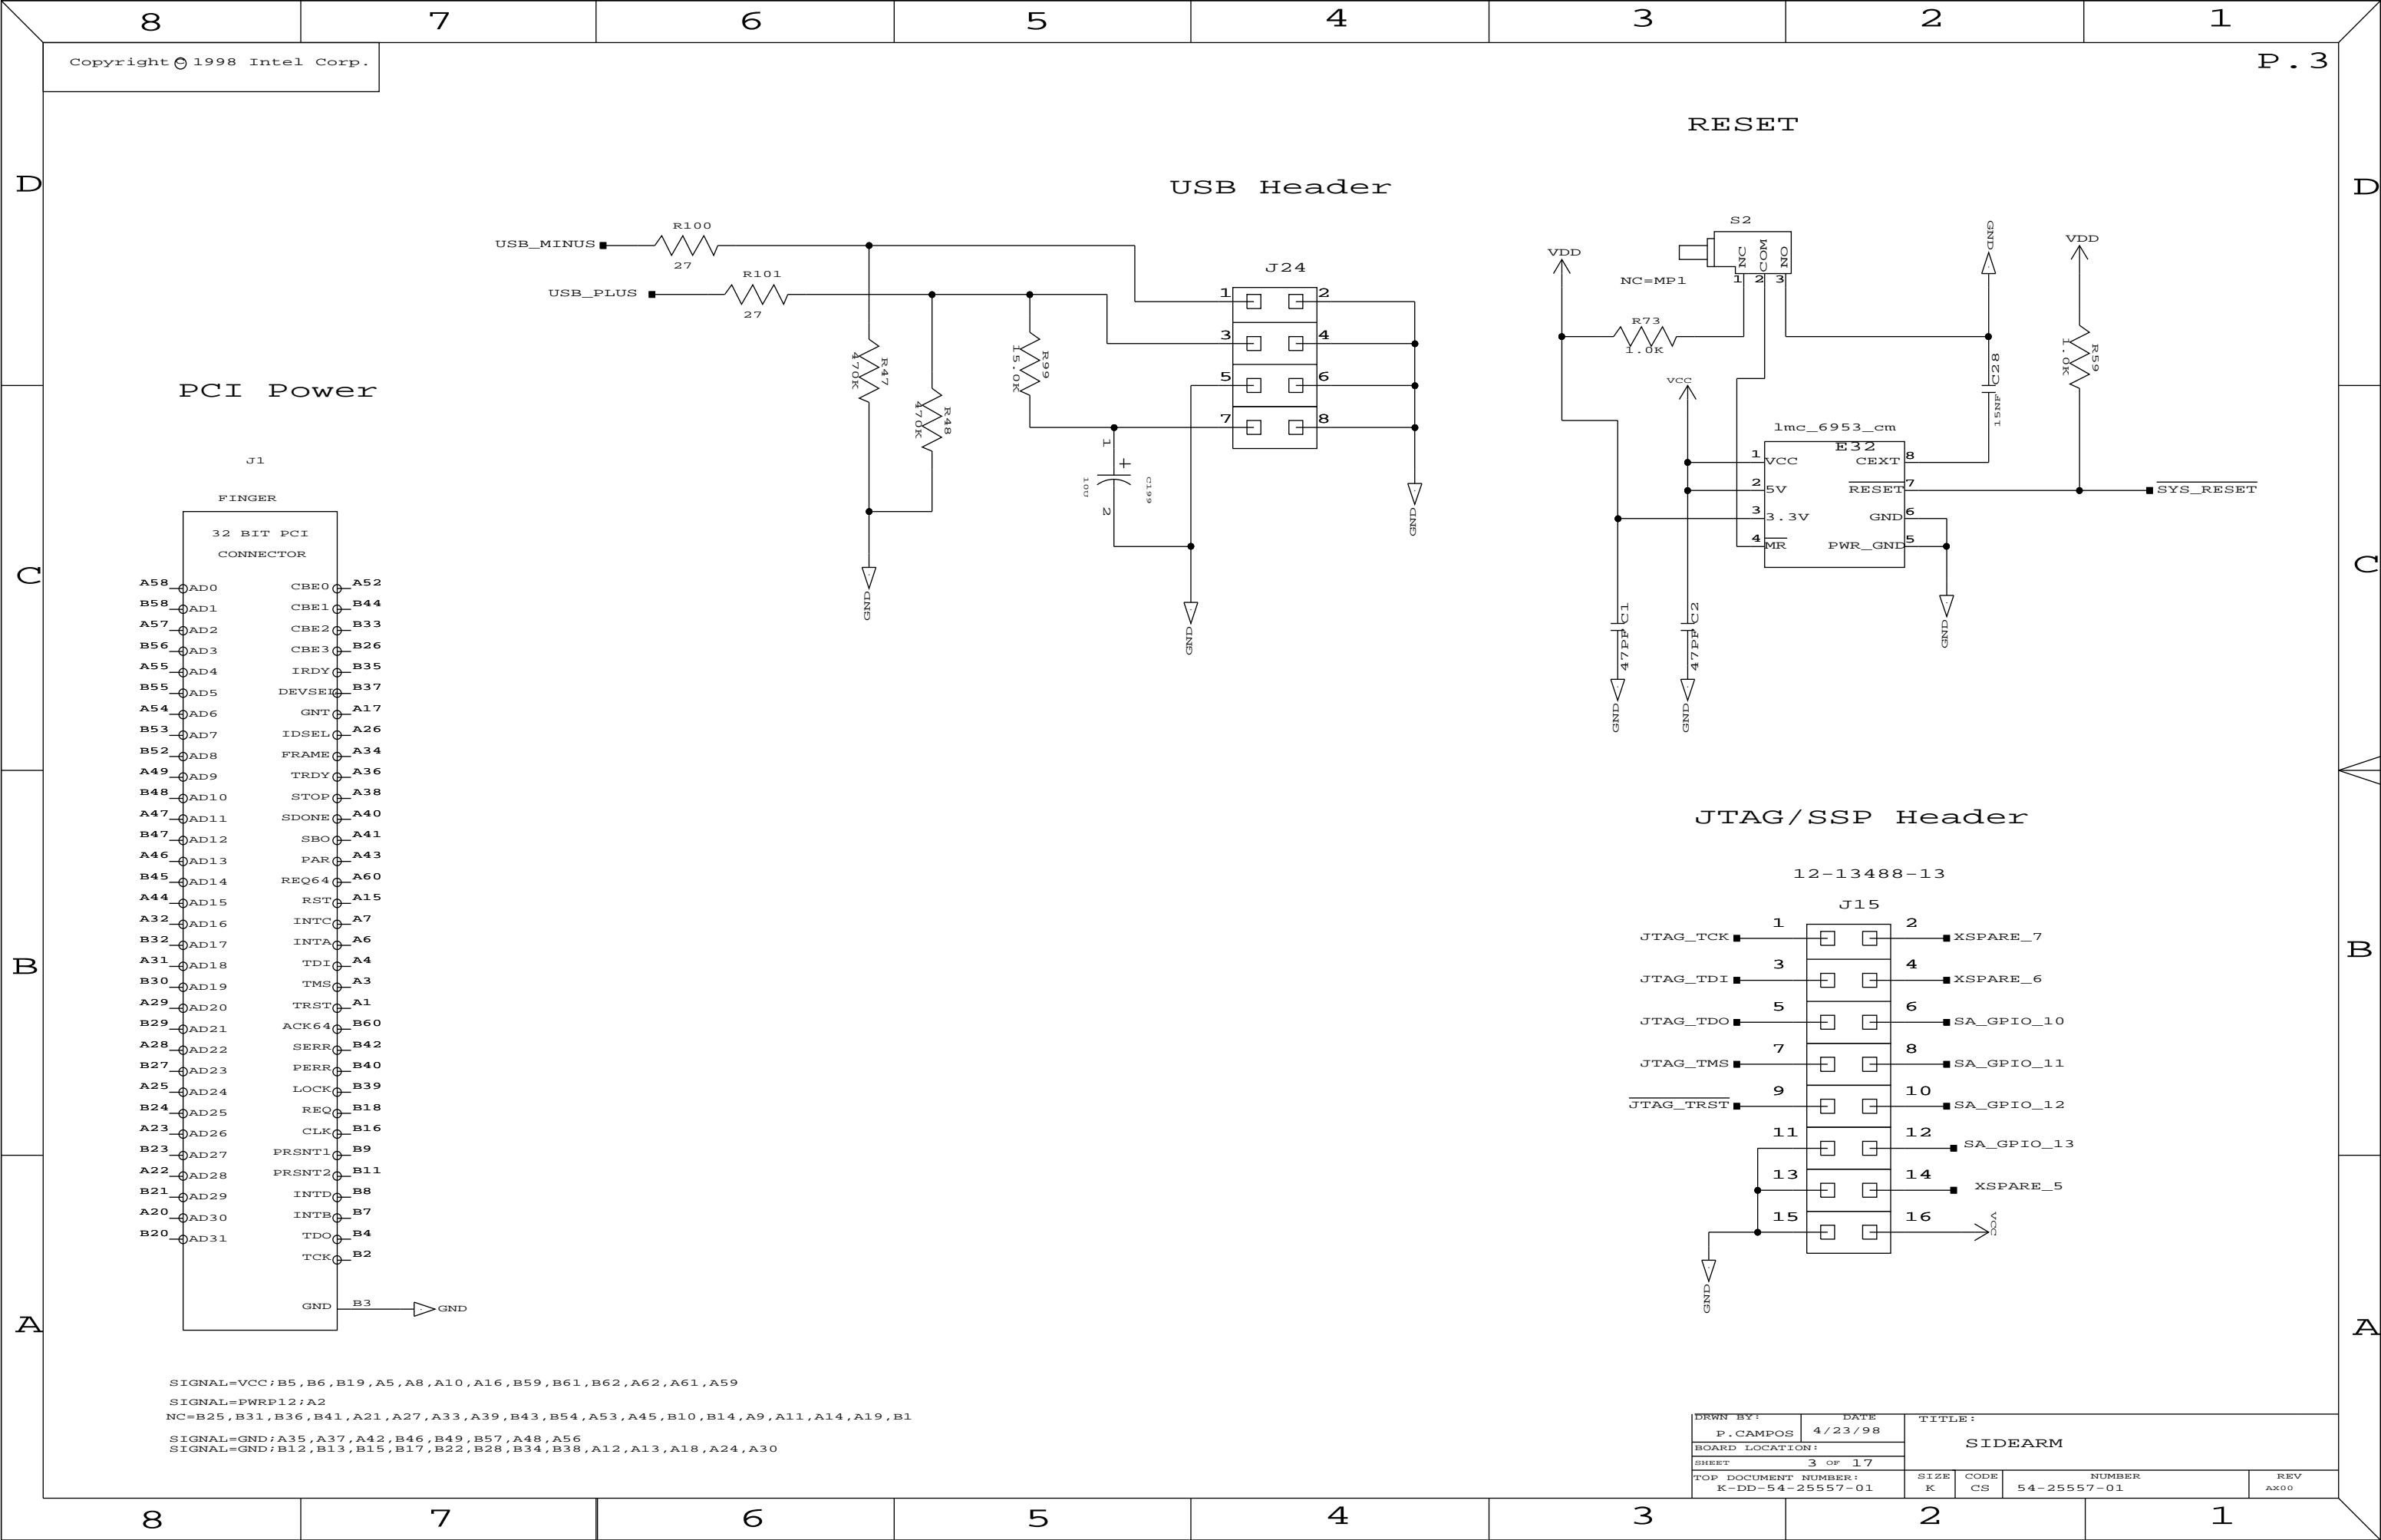 8 7 6 5 4 3 2 1
Copyright © 1998 Intel Corp.
P.3
D
D
C
C
B
B
A
A
RESET
USB Header
PCI Power
USB_MINUS
R100
27
USB_PLUS
R101
27
R47
470K
R48
470K
R99
15.0K
1
+
10U
C199
2
GND
GND
GND
J24
1 2
3 4
5 6
7 8
VDD
S2
NC COM NO
1 2 3
NC=MP1
R73
1.0K
GND
VDD
R59
1.0K
C28
15NF
VCC
lmc_6953_cm
E32
1 VCC CEXT 8
2 5V RESET 7
3 3.3V GND 6
4 MR PWR_GND 5
SYS_RESET
C1
47PF
C2
47PF
GND
GND
GND
J1
FINGER
32 BIT PCI
CONNECTOR
A58 AD0 CBE0 A52
B58 AD1 CBE1 B44
A57 AD2 CBE2 B33
B56 AD3 CBE3 B26
A55 AD4 IRDY B35
B55 AD5 DEVSEL B37
A54 AD6 GNT A17
B53 AD7 IDSEL A26
B52 AD8 FRAME A34
A49 AD9 TRDY A36
B48 AD10 STOP A38
A47 AD11 SDONE A40
B47 AD12 SBO A41
A46 AD13 PAR A43
B45 AD14 REQ64 A60
A44 AD15 RST A15
A32 AD16 INTC A7
B32 AD17 INTA A6
A31 AD18 TDI A4
B30 AD19 TMS A3
A29 AD20 TRST A1
B29 AD21 ACK64 B60
A28 AD22 SERR B42
B27 AD23 PERR B40
A25 AD24 LOCK B39
B24 AD25 REQ B18
A23 AD26 CLK B16
B23 AD27 PRSNT1 B9
A22 AD28 PRSNT2 B11
B21 AD29 INTD B8
A20 AD30 INTB B7
B20 AD31 TDO B4
TCK B2
GND B3 GND
JTAG/SSP Header
12-13488-13
J15
JTAG_TCK 1 2 XSPARE_7
JTAG_TDI 3 4 XSPARE_6
JTAG_TDO 5 6 SA_GPIO_10
JTAG_TMS 7 8 SA_GPIO_11
JTAG_TRST 9 10 SA_GPIO_12
11 12 SA_GPIO_13
13 14 XSPARE_5
15 16 VCC
GND
SIGNAL=VCC;B5,B6,B19,A5,A8,A10,A16,B59,B61,B62,A62,A61,A59
SIGNAL=PWRP12;A2
NC=B25,B31,B36,B41,A21,A27,A33,A39,B43,B54,A53,A45,B10,B14,A9,A11,A14,A19,B1
SIGNAL=GND;A35,A37,A42,B46,B49,B57,A48,A56
SIGNAL=GND;B12,B13,B15,B17,B22,B28,B34,B38,A12,A13,A18,A24,A30
DRWN BY: DATE TITLE:
P.CAMPOS 4/23/98
SIDEARM
BOARD LOCATION:
SHEET 3 OF 17
TOP DOCUMENT NUMBER: SIZE CODE NUMBER REV
K-DD-54-25557-01 K CS 54-25557-01 AX00
8 7 6 5 4 3 2 1